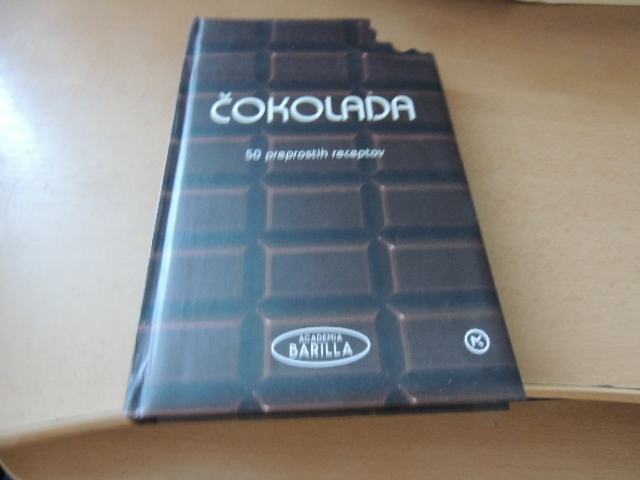 ČOKOLADA
50 preprostih receptov
ACADEMIA
BARILLA